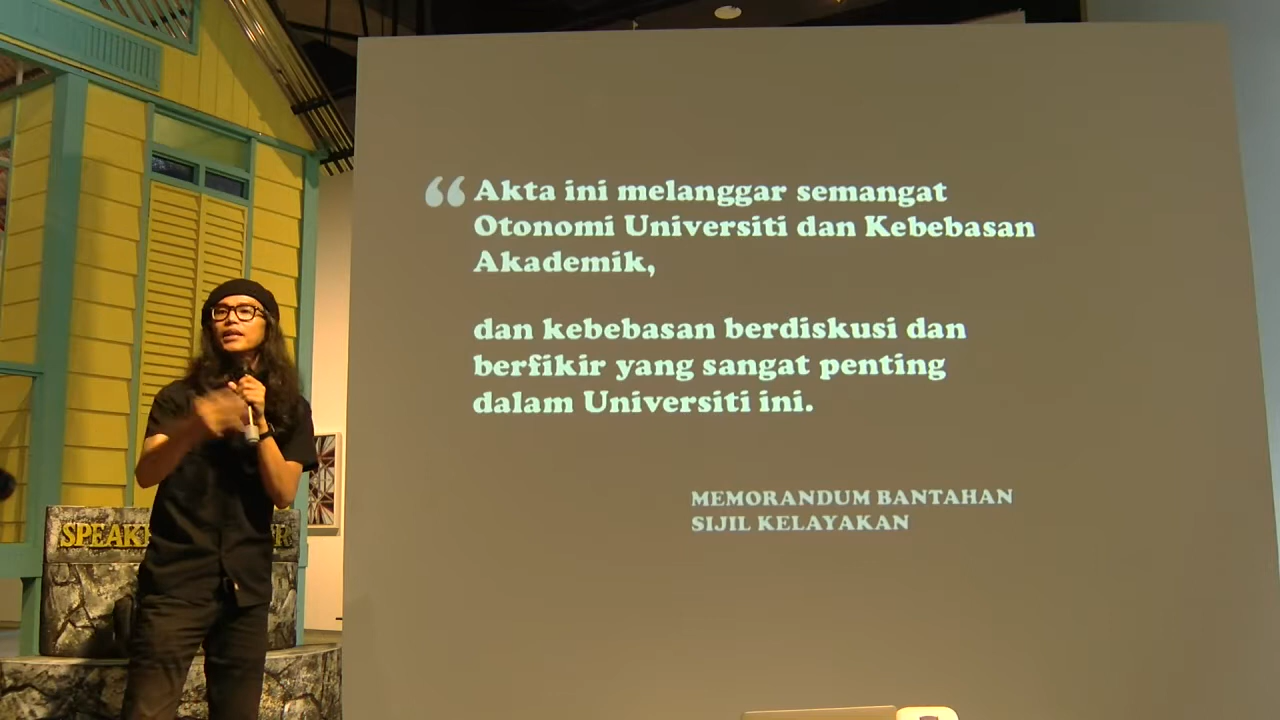 “Akta ini melanggar semangat
Otonomi Universiti dan Kebebasan
Akademik,
dan kebebasan berdiskusi dan
berfikir yang sangat penting
dalam Universiti ini.
MEMORANDUM BANTAHAN
SIJIL KELAYAKAN